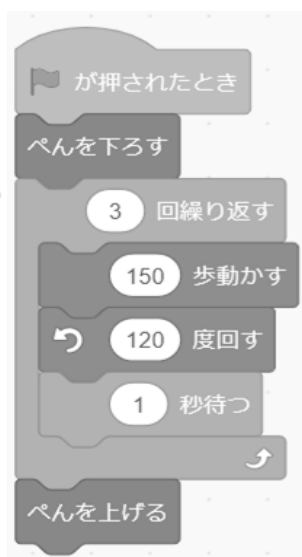 が押されたとき
ぺんを下ろす
3 回繰り返す
150 歩動かす
120 度回す
1 秒待つ
ぺんを上げる